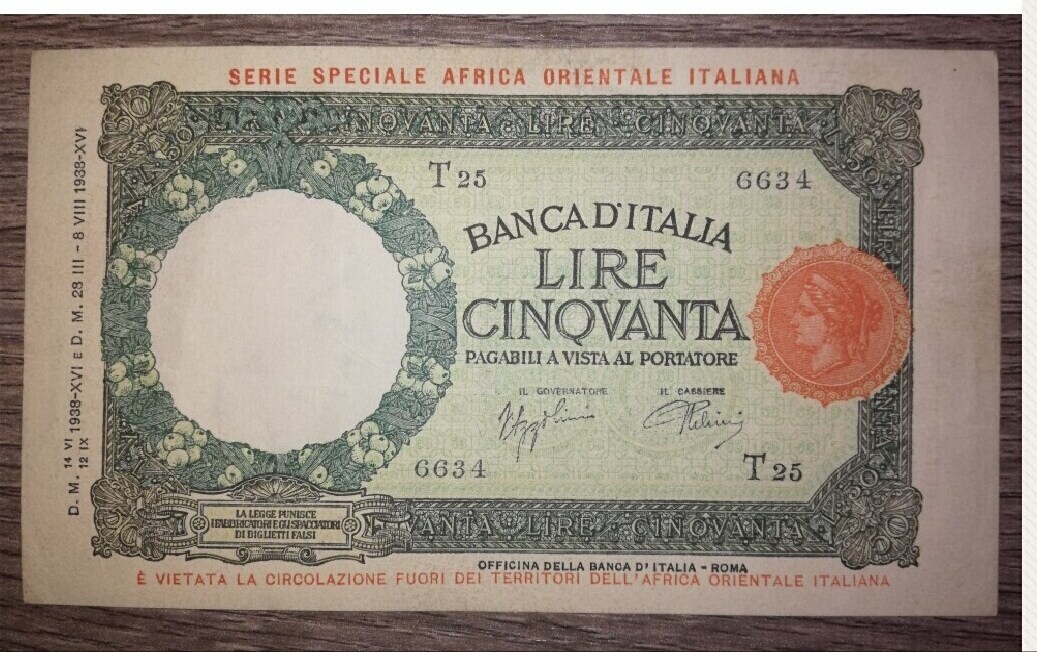 SERIE SPECIALE AFRICA ORIENTALE ITALIANA
CINQVANTA LIRE CINQVANTA
T 25
6634
BANCA D'ITALIA
LIRE
CINQVANTA
PAGABILI A VISTA AL PORTATORE
IL GOVERNATORE
IL CASSIERE
6634
T 25
LA LEGGE PUNISCE
I FABBRICATORI E GLI SPACCIATORI
DI BIGLIETTI FALSI
VANTA LIRE CINQVANTA
OFFICINA DELLA BANCA D'ITALIA - ROMA
È VIETATA LA CIRCOLAZIONE FUORI DEI TERRITORI DELL'AFRICA ORIENTALE ITALIANA
D. M. 14 VI 1938-XVI E D. M. 23 III - 8 VIII 1938-XVI
12 IX